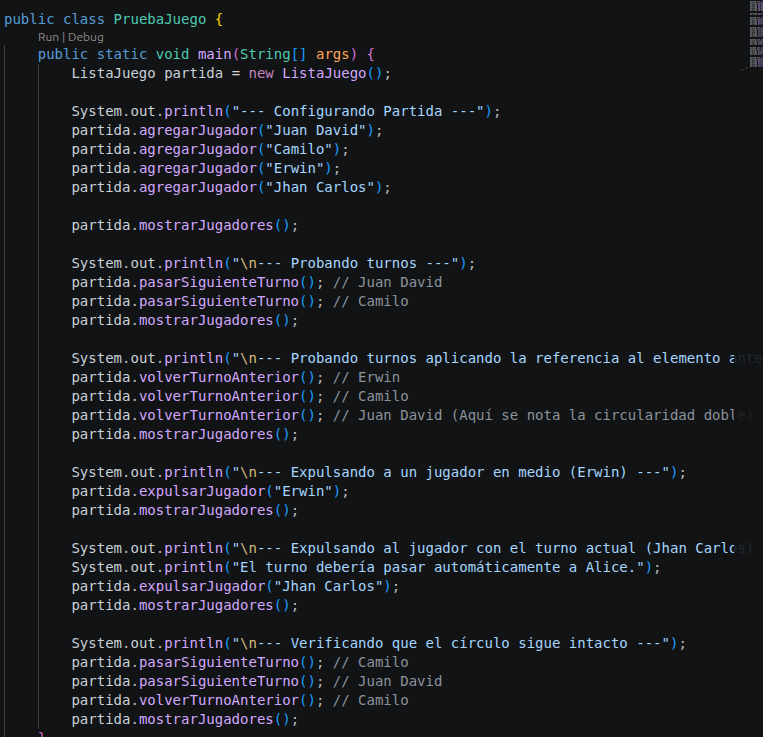 public class PruebaJuego {
Run | Debug
public static void main(String[] args) {
ListaJuego partida = new ListaJuego();
System.out.println("--- Configurando Partida ---");
partida.agregarJugador("Juan David");
partida.agregarJugador("Camilo");
partida.agregarJugador("Erwin");
partida.agregarJugador("Jhan Carlos");
partida.mostrarJugadores();
System.out.println("\n--- Probando turnos ---");
partida.pasarSiguienteTurno(); // Juan David
partida.pasarSiguienteTurno(); // Camilo
partida.mostrarJugadores();
System.out.println("\n--- Probando turnos aplicando la referencia al elemento ante
partida.volverTurnoAnterior(); // Erwin
partida.volverTurnoAnterior(); // Camilo
partida.volverTurnoAnterior(); // Juan David (Aquí se nota la circularidad doble)
partida.mostrarJugadores();
System.out.println("\n--- Expulsando a un jugador en medio (Erwin) ---");
partida.expulsarJugador("Erwin");
partida.mostrarJugadores();
System.out.println("\n--- Expulsando al jugador con el turno actual (Jhan Carlos)
System.out.println("El turno debería pasar automáticamente a Alice.");
partida.expulsarJugador("Jhan Carlos");
partida.mostrarJugadores();
System.out.println("\n--- Verificando que el círculo sigue intacto ---");
partida.pasarSiguienteTurno(); // Camilo
partida.pasarSiguienteTurno(); // Juan David
partida.volverTurnoAnterior(); // Camilo
partida.mostrarJugadores();
}